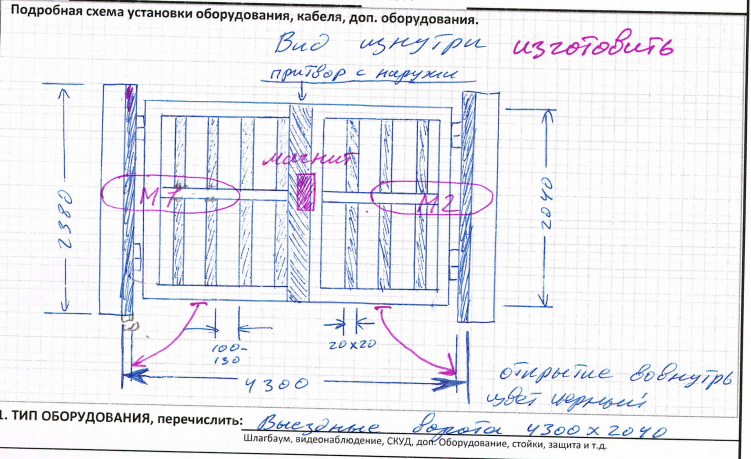 Подробная схема установки оборудования, кабеля, доп. оборудования.
Вид изнутри изготовить
притвор с наружи
магнит
М1
М2
2380
2040
100-
130
20х20
4300
открытие вовнутрь
цвет черный
1. ТИП ОБОРУДОВАНИЯ, перечислить: Выездные ворота 4300 х 2040
Шлагбаум, видеонаблюдение, СКУД, доп. Оборудование, стойки, защита и т.д.